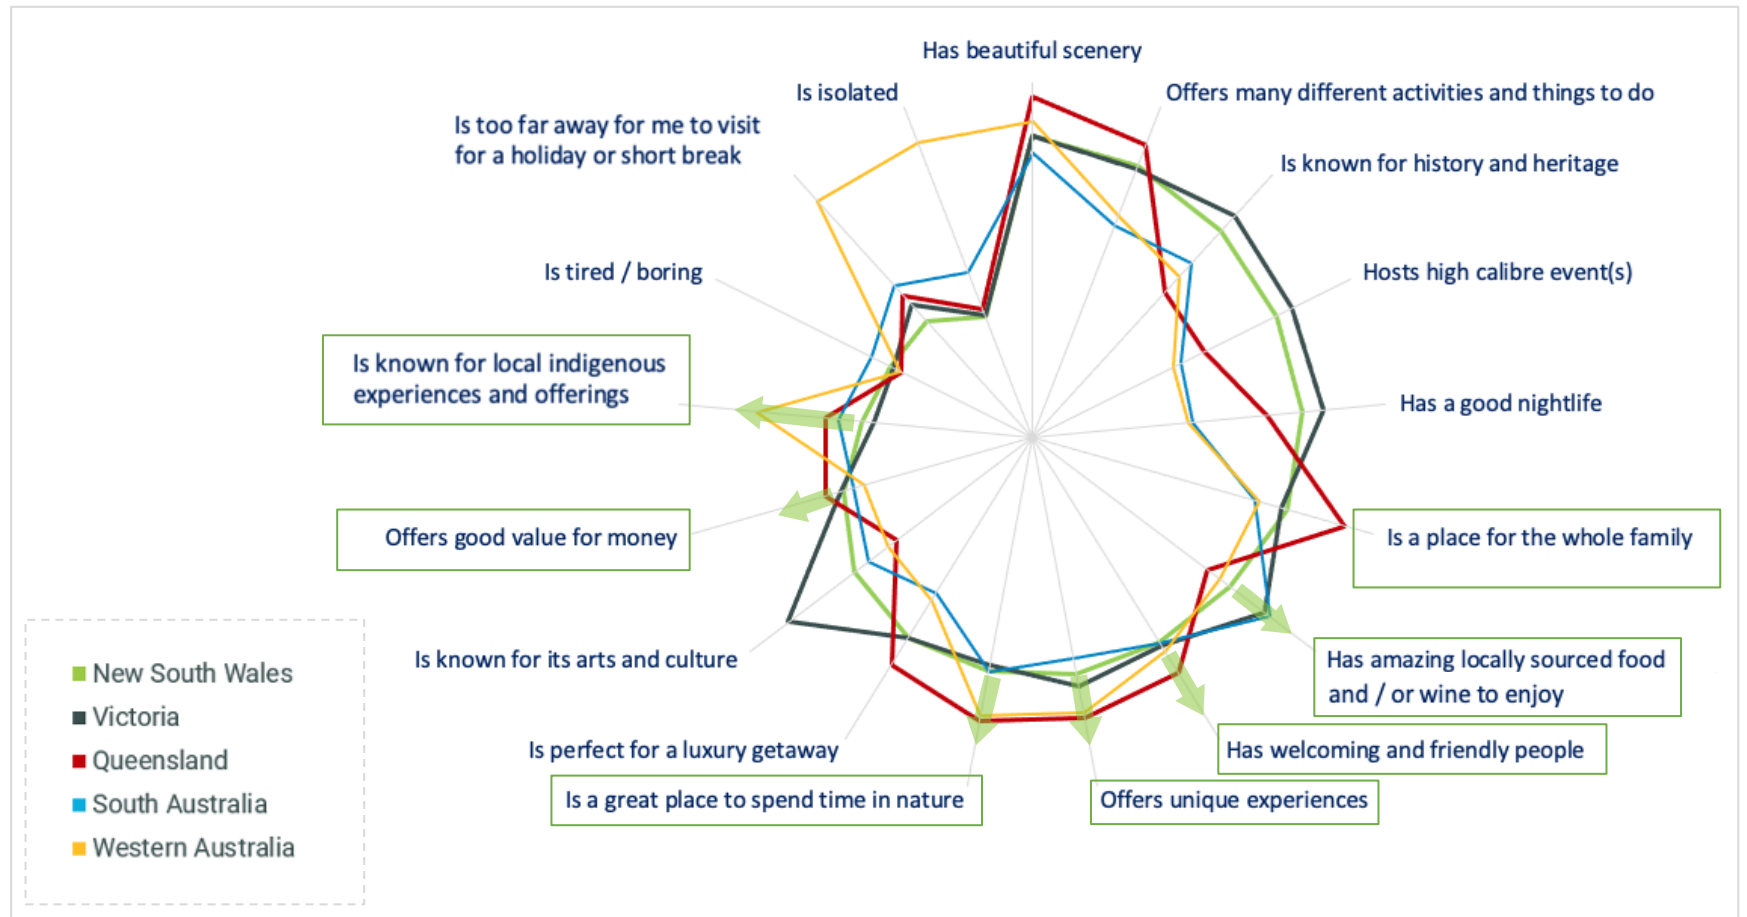 Has beautiful scenery
Is isolated
Offers many different activities and things to do
Is too far away for me to visit
for a holiday or short break
Is known for history and heritage
Is tired / boring
Hosts high calibre event(s)
Is known for local indigenous
experiences and offerings
Has a good nightlife
Offers good value for money
Is a place for the whole family
Is known for its arts and culture
Has amazing locally sourced food
and / or wine to enjoy
Is perfect for a luxury getaway
Has welcoming and friendly people
Is a great place to spend time in nature
Offers unique experiences
New South Wales
Victoria
Queensland
South Australia
Western Australia